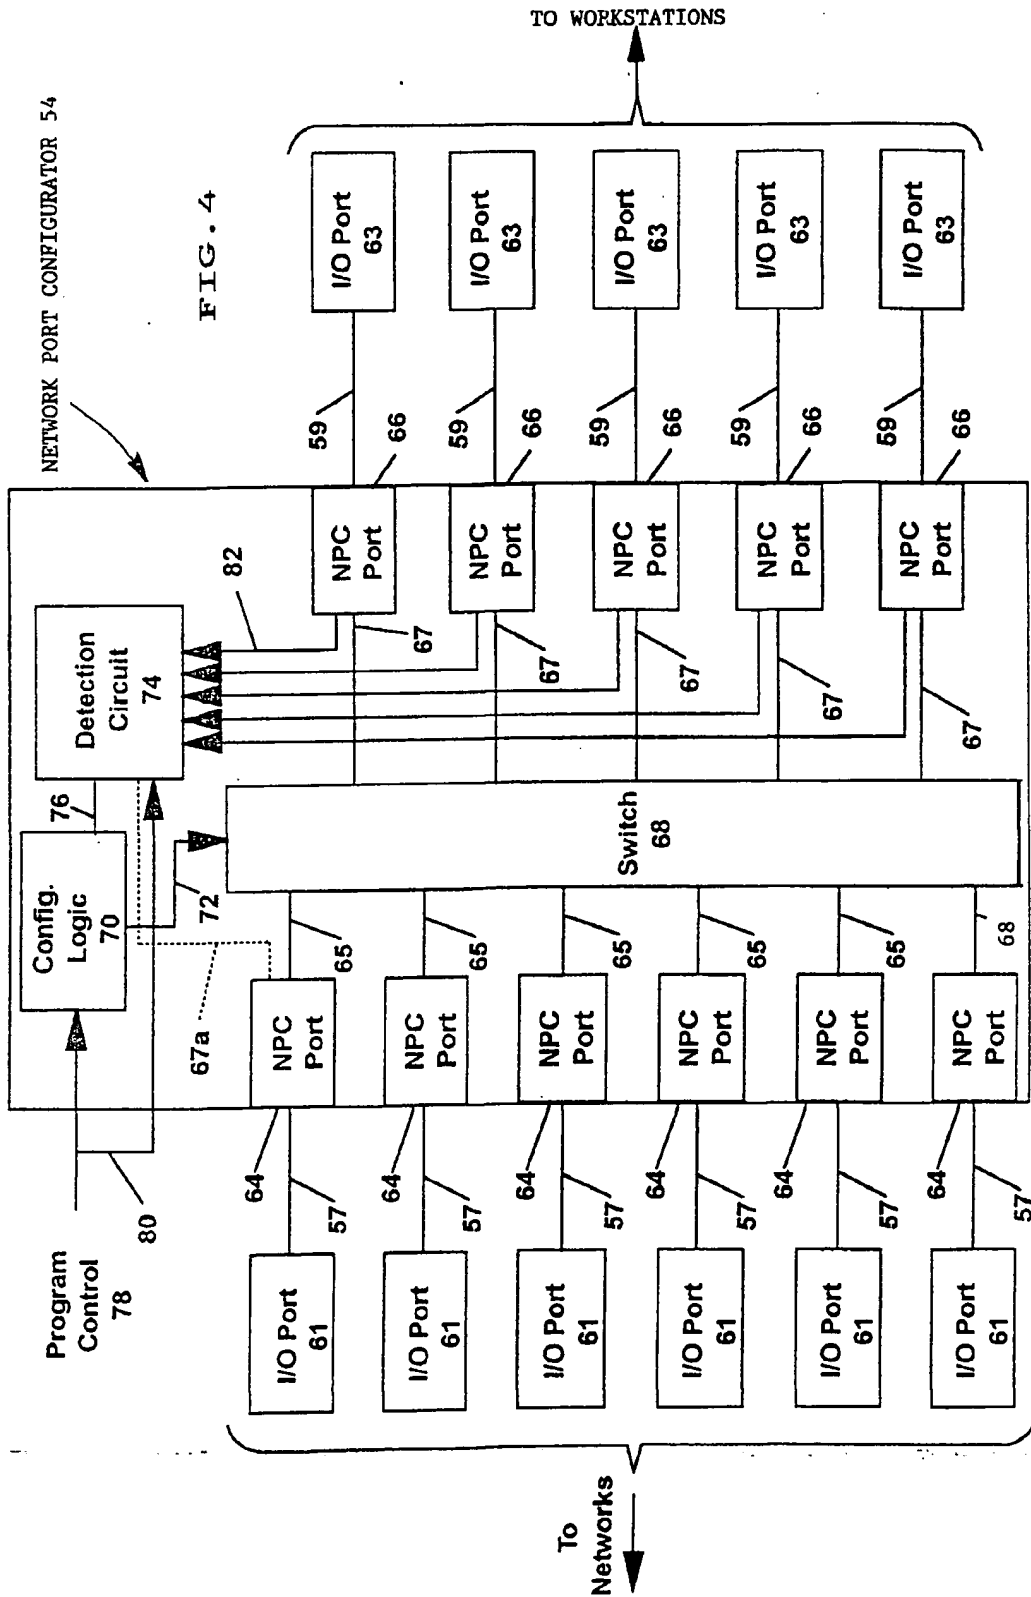 TO WORKSTATIONS
NETWORK PORT CONFIGURATOR 54
FIG. 4
I/O Port
63
I/O Port
63
I/O Port
63
I/O Port
63
I/O Port
63
59
59
59
59
59
66
66
66
66
66
NPC
Port
NPC
Port
NPC
Port
NPC
Port
NPC
Port
82
67
67
67
67
67
Detection
Circuit
74
76
Config.
Logic
70
72
Switch
68
67a
65
65
65
65
65
68
NPC
Port
NPC
Port
NPC
Port
NPC
Port
NPC
Port
NPC
Port
80
64
64
64
64
64
64
57
57
57
57
57
57
Program
Control
78
I/O Port
61
I/O Port
61
I/O Port
61
I/O Port
61
I/O Port
61
I/O Port
61
To
Networks